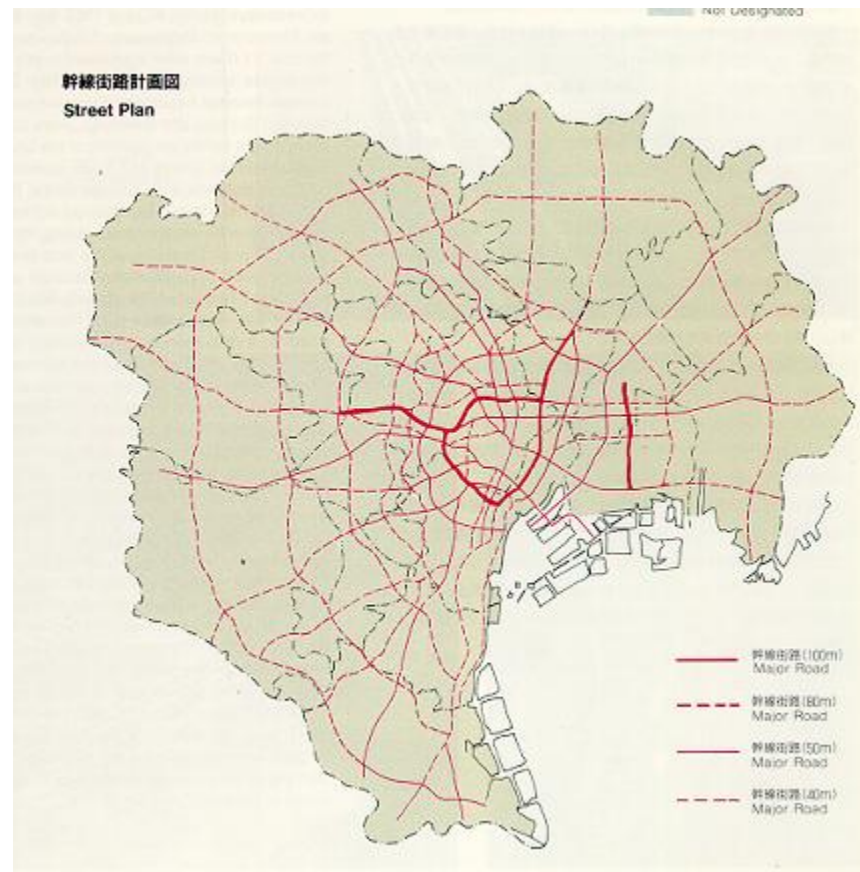 Not Designated
幹線街路計画図
Street Plan
幹線街路(100m)
Major Road
幹線街路(80m)
Major Road
幹線街路(50m)
Major Road
幹線街路(40m)
Major Road